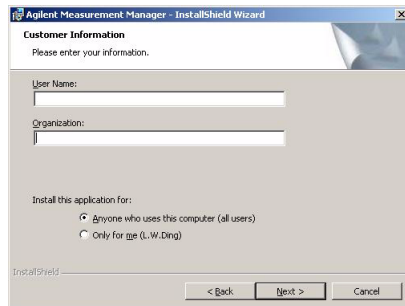 Agilent Measurement Manager - InstallShield Wizard
Customer Information
Please enter your information.
User Name:
Organization:
Install this application for:
Anyone who uses this computer (all users)
Only for me (L.W.Ding)
InstallShield
< Back Next > Cancel